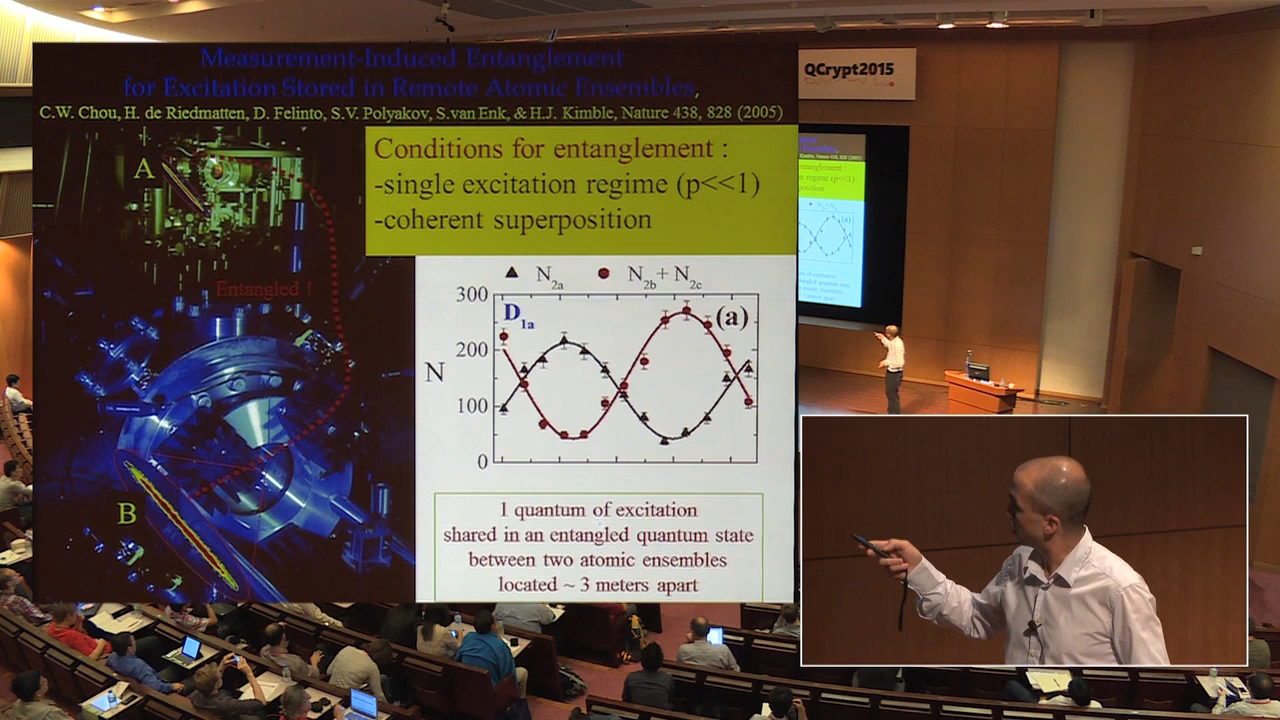 Measurement-Induced Entanglement
for Excitation Stored in Remote Atomic Ensembles,
C.W. Chou, H. de Riedmatten, D. Felinto, S.V. Polyakov, S.van Enk, & H.J. Kimble, Nature 438, 828 (2005)
QCrypt2015
A
Conditions for entanglement :
-single excitation regime (p<<1)
-coherent superposition
Entangled !
B
N2a N2b + N2c
300
200
100
0
N
D1a
(a)
1 quantum of excitation
shared in an entangled quantum state
between two atomic ensembles
located ~ 3 meters apart